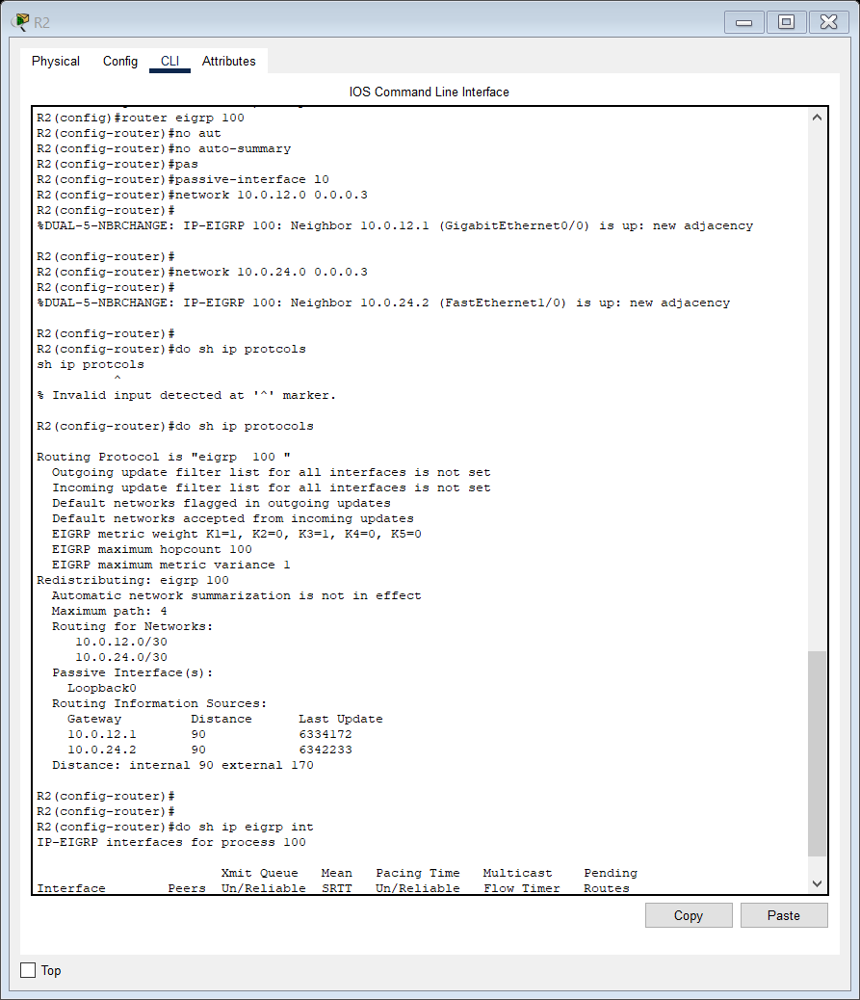 R2
Physical Config CLI Attributes
IOS Command Line Interface
R2(config)#router eigrp 100
R2(config-router)#no aut
R2(config-router)#no auto-summary
R2(config-router)#pas
R2(config-router)#passive-interface l0
R2(config-router)#network 10.0.12.0 0.0.0.3
R2(config-router)#
%DUAL-5-NBRCHANGE: IP-EIGRP 100: Neighbor 10.0.12.1 (GigabitEthernet0/0) is up: new adjacency
R2(config-router)#
R2(config-router)#network 10.0.24.0 0.0.0.3
R2(config-router)#
%DUAL-5-NBRCHANGE: IP-EIGRP 100: Neighbor 10.0.24.2 (FastEthernet1/0) is up: new adjacency
R2(config-router)#
R2(config-router)#do sh ip protcols
sh ip protcols
^
% Invalid input detected at '^' marker.
R2(config-router)#do sh ip protocols
Routing Protocol is "eigrp  100 "
Outgoing update filter list for all interfaces is not set
Incoming update filter list for all interfaces is not set
Default networks flagged in outgoing updates
Default networks accepted from incoming updates
EIGRP metric weight K1=1, K2=0, K3=1, K4=0, K5=0
EIGRP maximum hopcount 100
EIGRP maximum metric variance 1
Redistributing: eigrp 100
Automatic network summarization is not in effect
Maximum path: 4
Routing for Networks:
10.0.12.0/30
10.0.24.0/30
Passive Interface(s):
Loopback0
Routing Information Sources:
Gateway Distance Last Update
10.0.12.1 90 6334172
10.0.24.2 90 6342233
Distance: internal 90 external 170
R2(config-router)#
R2(config-router)#
R2(config-router)#do sh ip eigrp int
IP-EIGRP interfaces for process 100
Xmit Queue Mean Pacing Time Multicast Pending
Interface Peers Un/Reliable SRTT Un/Reliable Flow Timer Routes
Copy Paste
Top